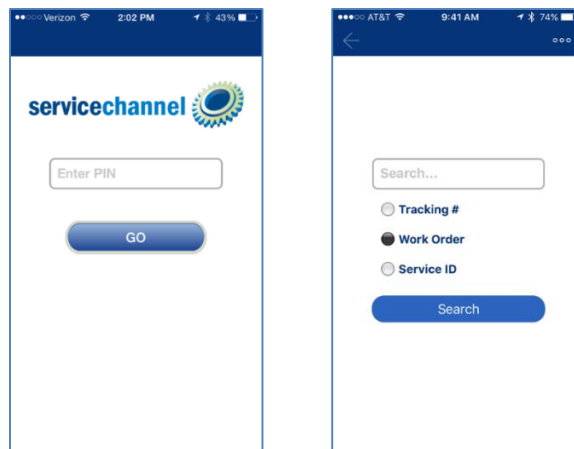 Verizon 2:02 PM 43%
servicechannel
Enter PIN
GO
AT&T 9:41 AM 74%
Search...
Tracking #
Work Order
Service ID
Search